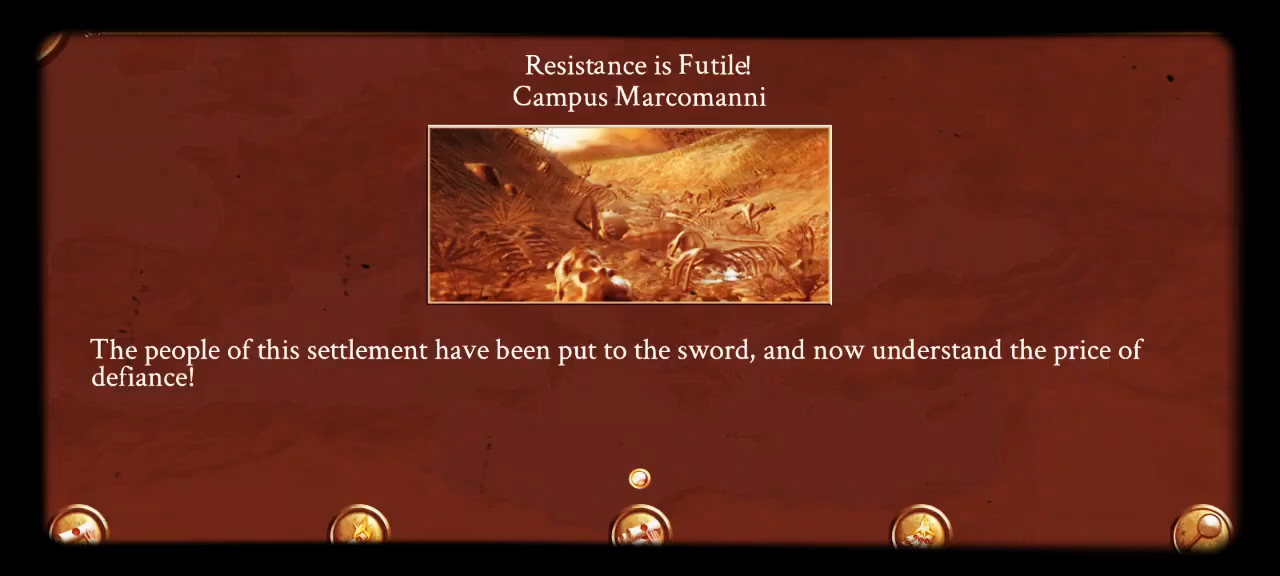 Resistance is Futile!
Campus Marcomanni
The people of this settlement have been put to the sword, and now understand the price of
defiance!